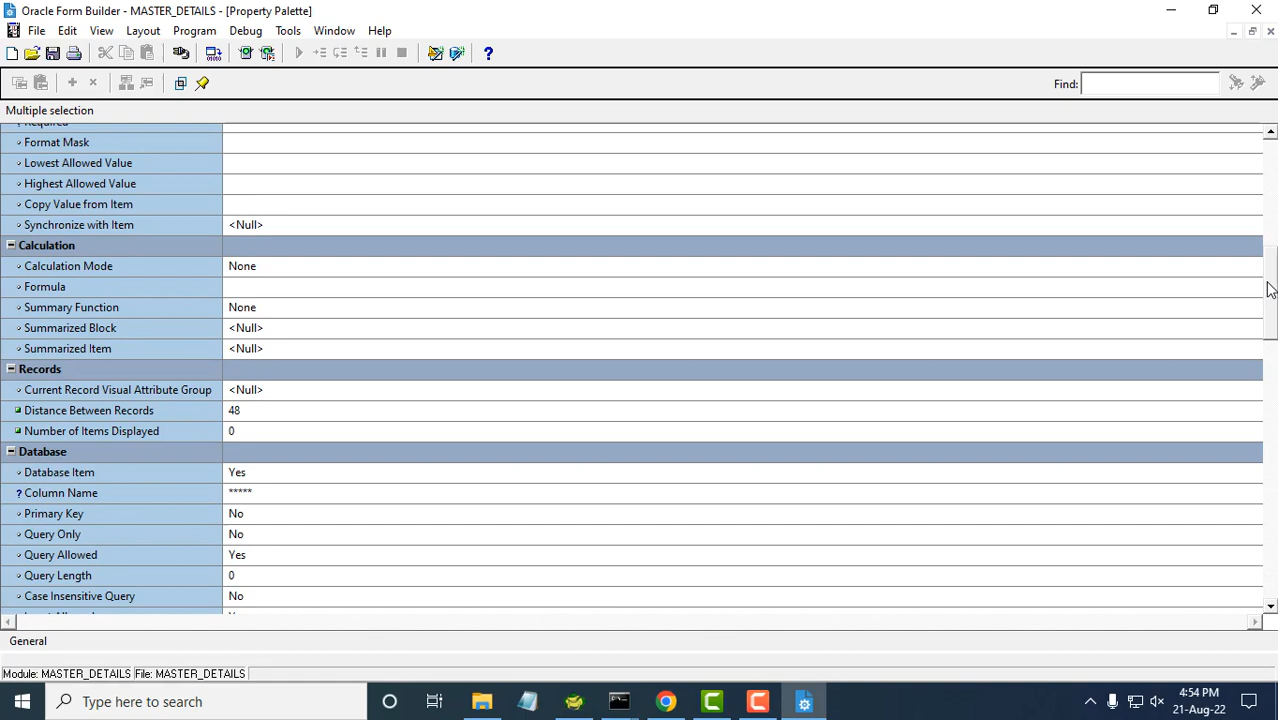 Oracle Form Builder - MASTER_DETAILS - [Property Palette]
File Edit View Layout Program Debug Tools Window Help
Find:
Multiple selection
Required
Format Mask
Lowest Allowed Value
Highest Allowed Value
Copy Value from Item
Synchronize with Item <Null>
Calculation
Calculation Mode None
Formula
Summary Function None
Summarized Block <Null>
Summarized Item <Null>
Records
Current Record Visual Attribute Group <Null>
Distance Between Records 48
Number of Items Displayed 0
Database
Database Item Yes
? Column Name *****
Primary Key No
Query Only No
Query Allowed Yes
Query Length 0
Case Insensitive Query No
General
Module: MASTER_DETAILS File: MASTER_DETAILS
Type here to search
4:54 PM
21-Aug-22